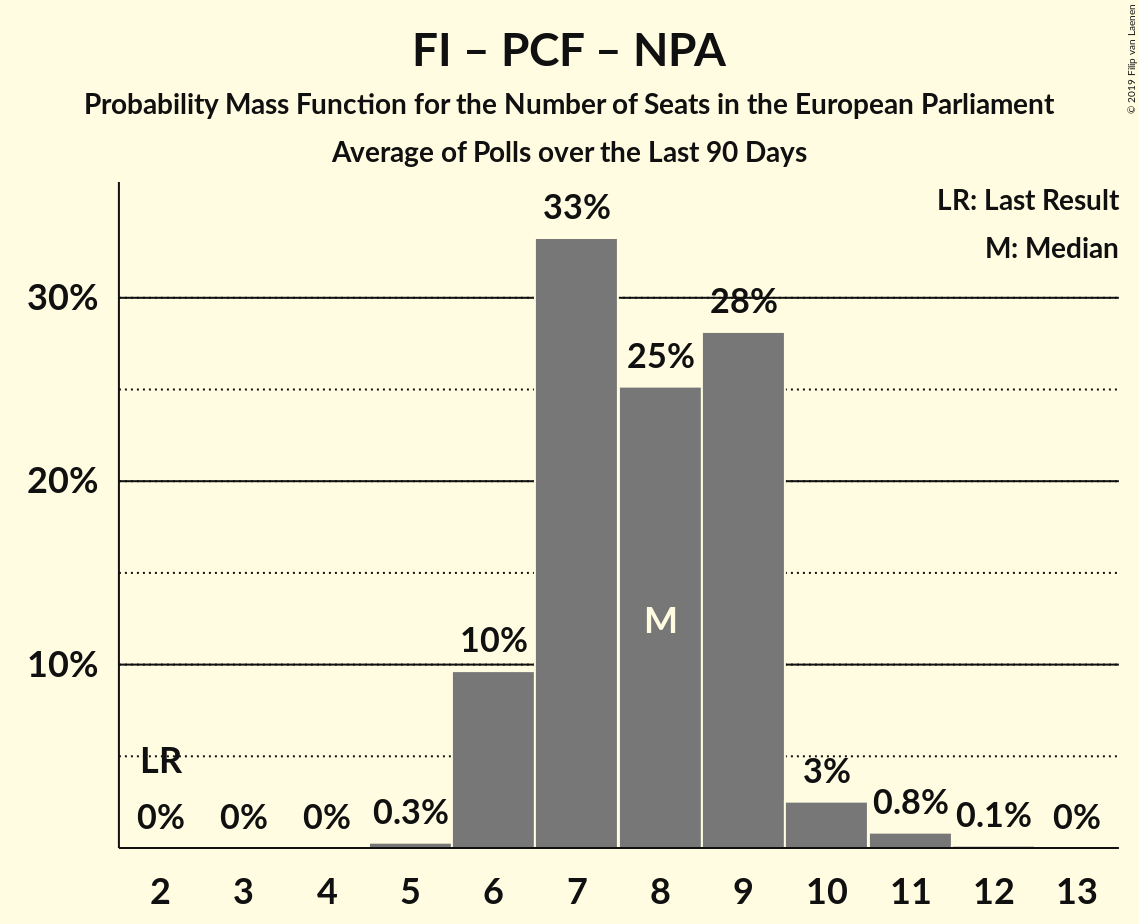 FI – PCF – NPA
Probability Mass Function for the Number of Seats in the European Parliament
Average of Polls over the Last 90 Days
© 2019 Filip van Laenen
LR: Last Result
M: Median
33%
30%
28%
25%
20%
M
10%
10%
LR
3%
0%
0%
0%
0.3%
0.8%
0.1%
0%
2 3 4 5 6 7 8 9 10 11 12 13